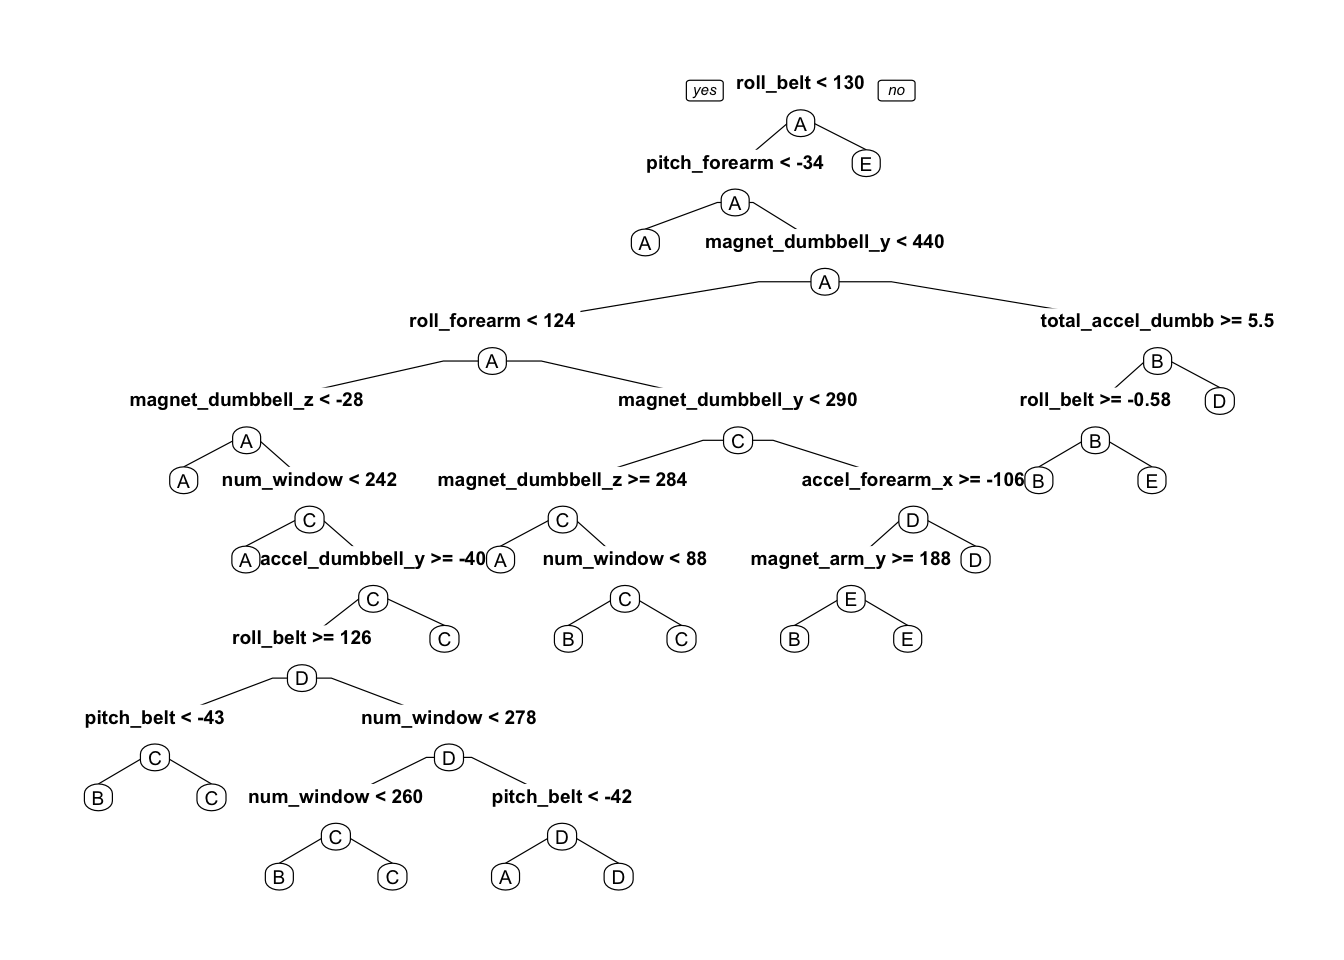 yes roll_belt < 130 no
A
pitch_forearm < -34 E
A
A magnet_dumbbell_y < 440
A
roll_forearm < 124 total_accel_dumbb >= 5.5
A B
magnet_dumbbell_z < -28 magnet_dumbbell_y < 290 roll_belt >= -0.58 D
A C B
A num_window < 242 magnet_dumbbell_z >= 284 accel_forearm_x >= -106 B E
C C D
A accel_dumbbell_y >= -40 A num_window < 88 magnet_arm_y >= 188 D
C C E
roll_belt >= 126 C B C B E
D
pitch_belt < -43 num_window < 278
C D
B C num_window < 260 pitch_belt < -42
C D
B C A D